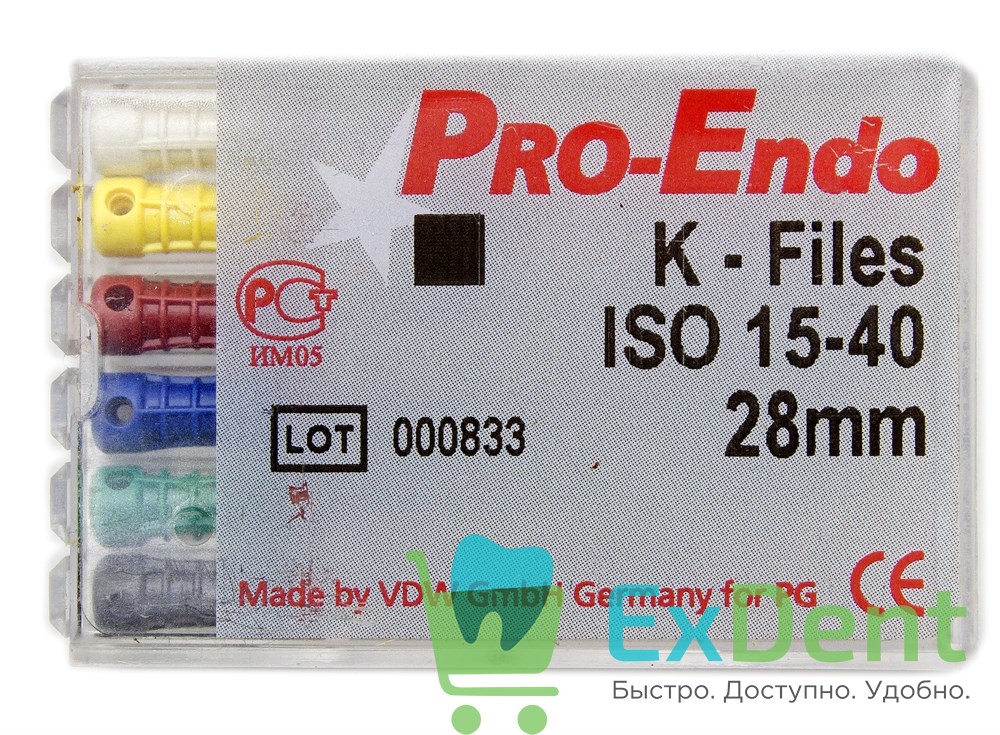 PRO-Endo
K - Files
ISO 15-40
28mm
РСТ
ИМ05
LOT 000833
Made by VDW GmbH Germany for PG CE
ExDent
Быстро. Доступно. Удобно.